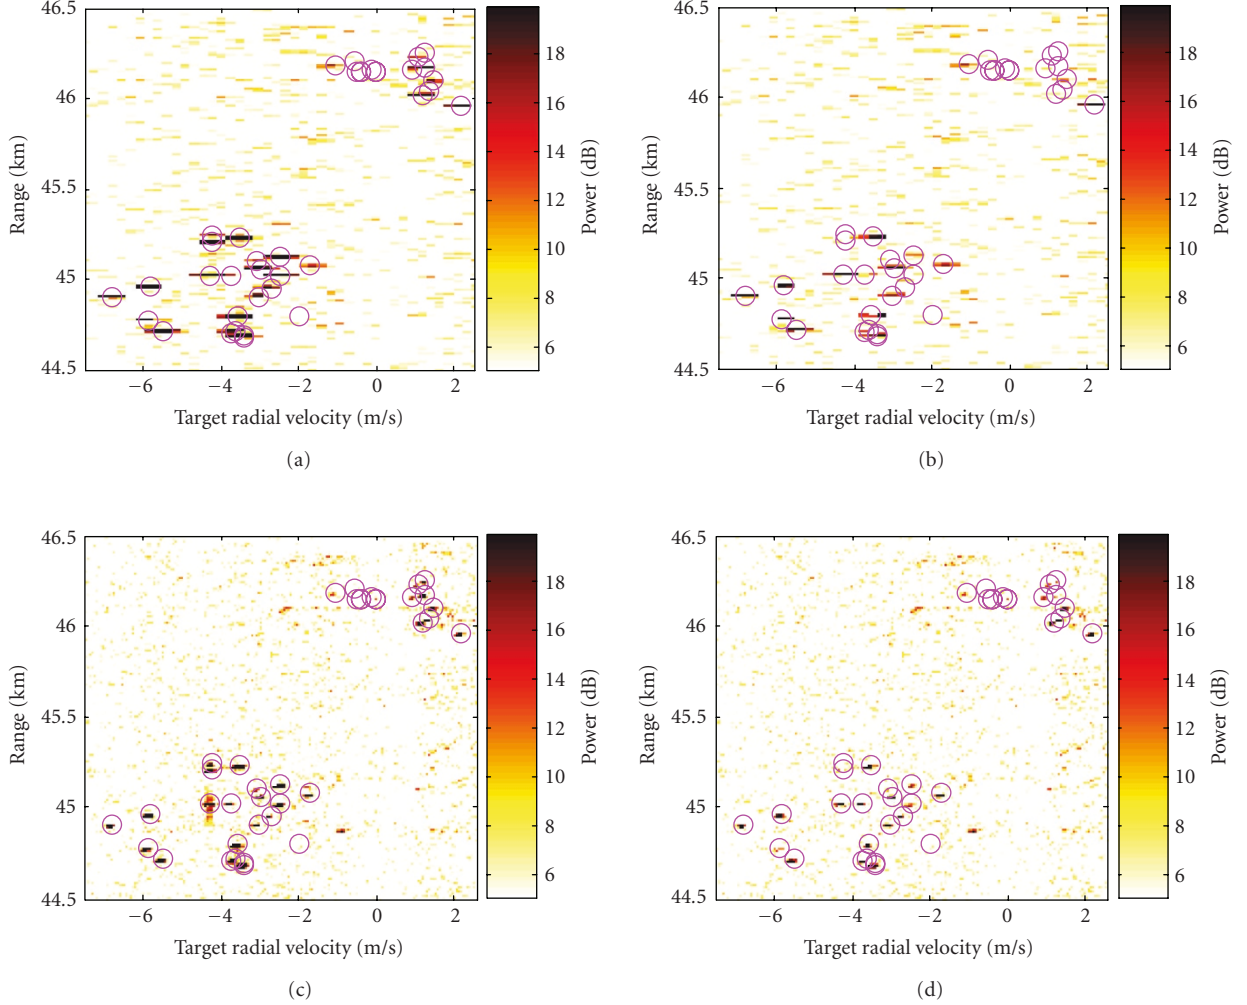 46.5
46
45.5
45
44.5
Range (km)
−6 −4 −2 0 2
Target radial velocity (m/s)
18
16
14
12
10
8
6
Power (dB)
(a)
46.5
46
45.5
45
44.5
Range (km)
−6 −4 −2 0 2
Target radial velocity (m/s)
18
16
14
12
10
8
6
Power (dB)
(b)
46.5
46
45.5
45
44.5
Range (km)
−6 −4 −2 0 2
Target radial velocity (m/s)
18
16
14
12
10
8
6
Power (dB)
(c)
46.5
46
45.5
45
44.5
Range (km)
−6 −4 −2 0 2
Target radial velocity (m/s)
18
16
14
12
10
8
6
Power (dB)
(d)